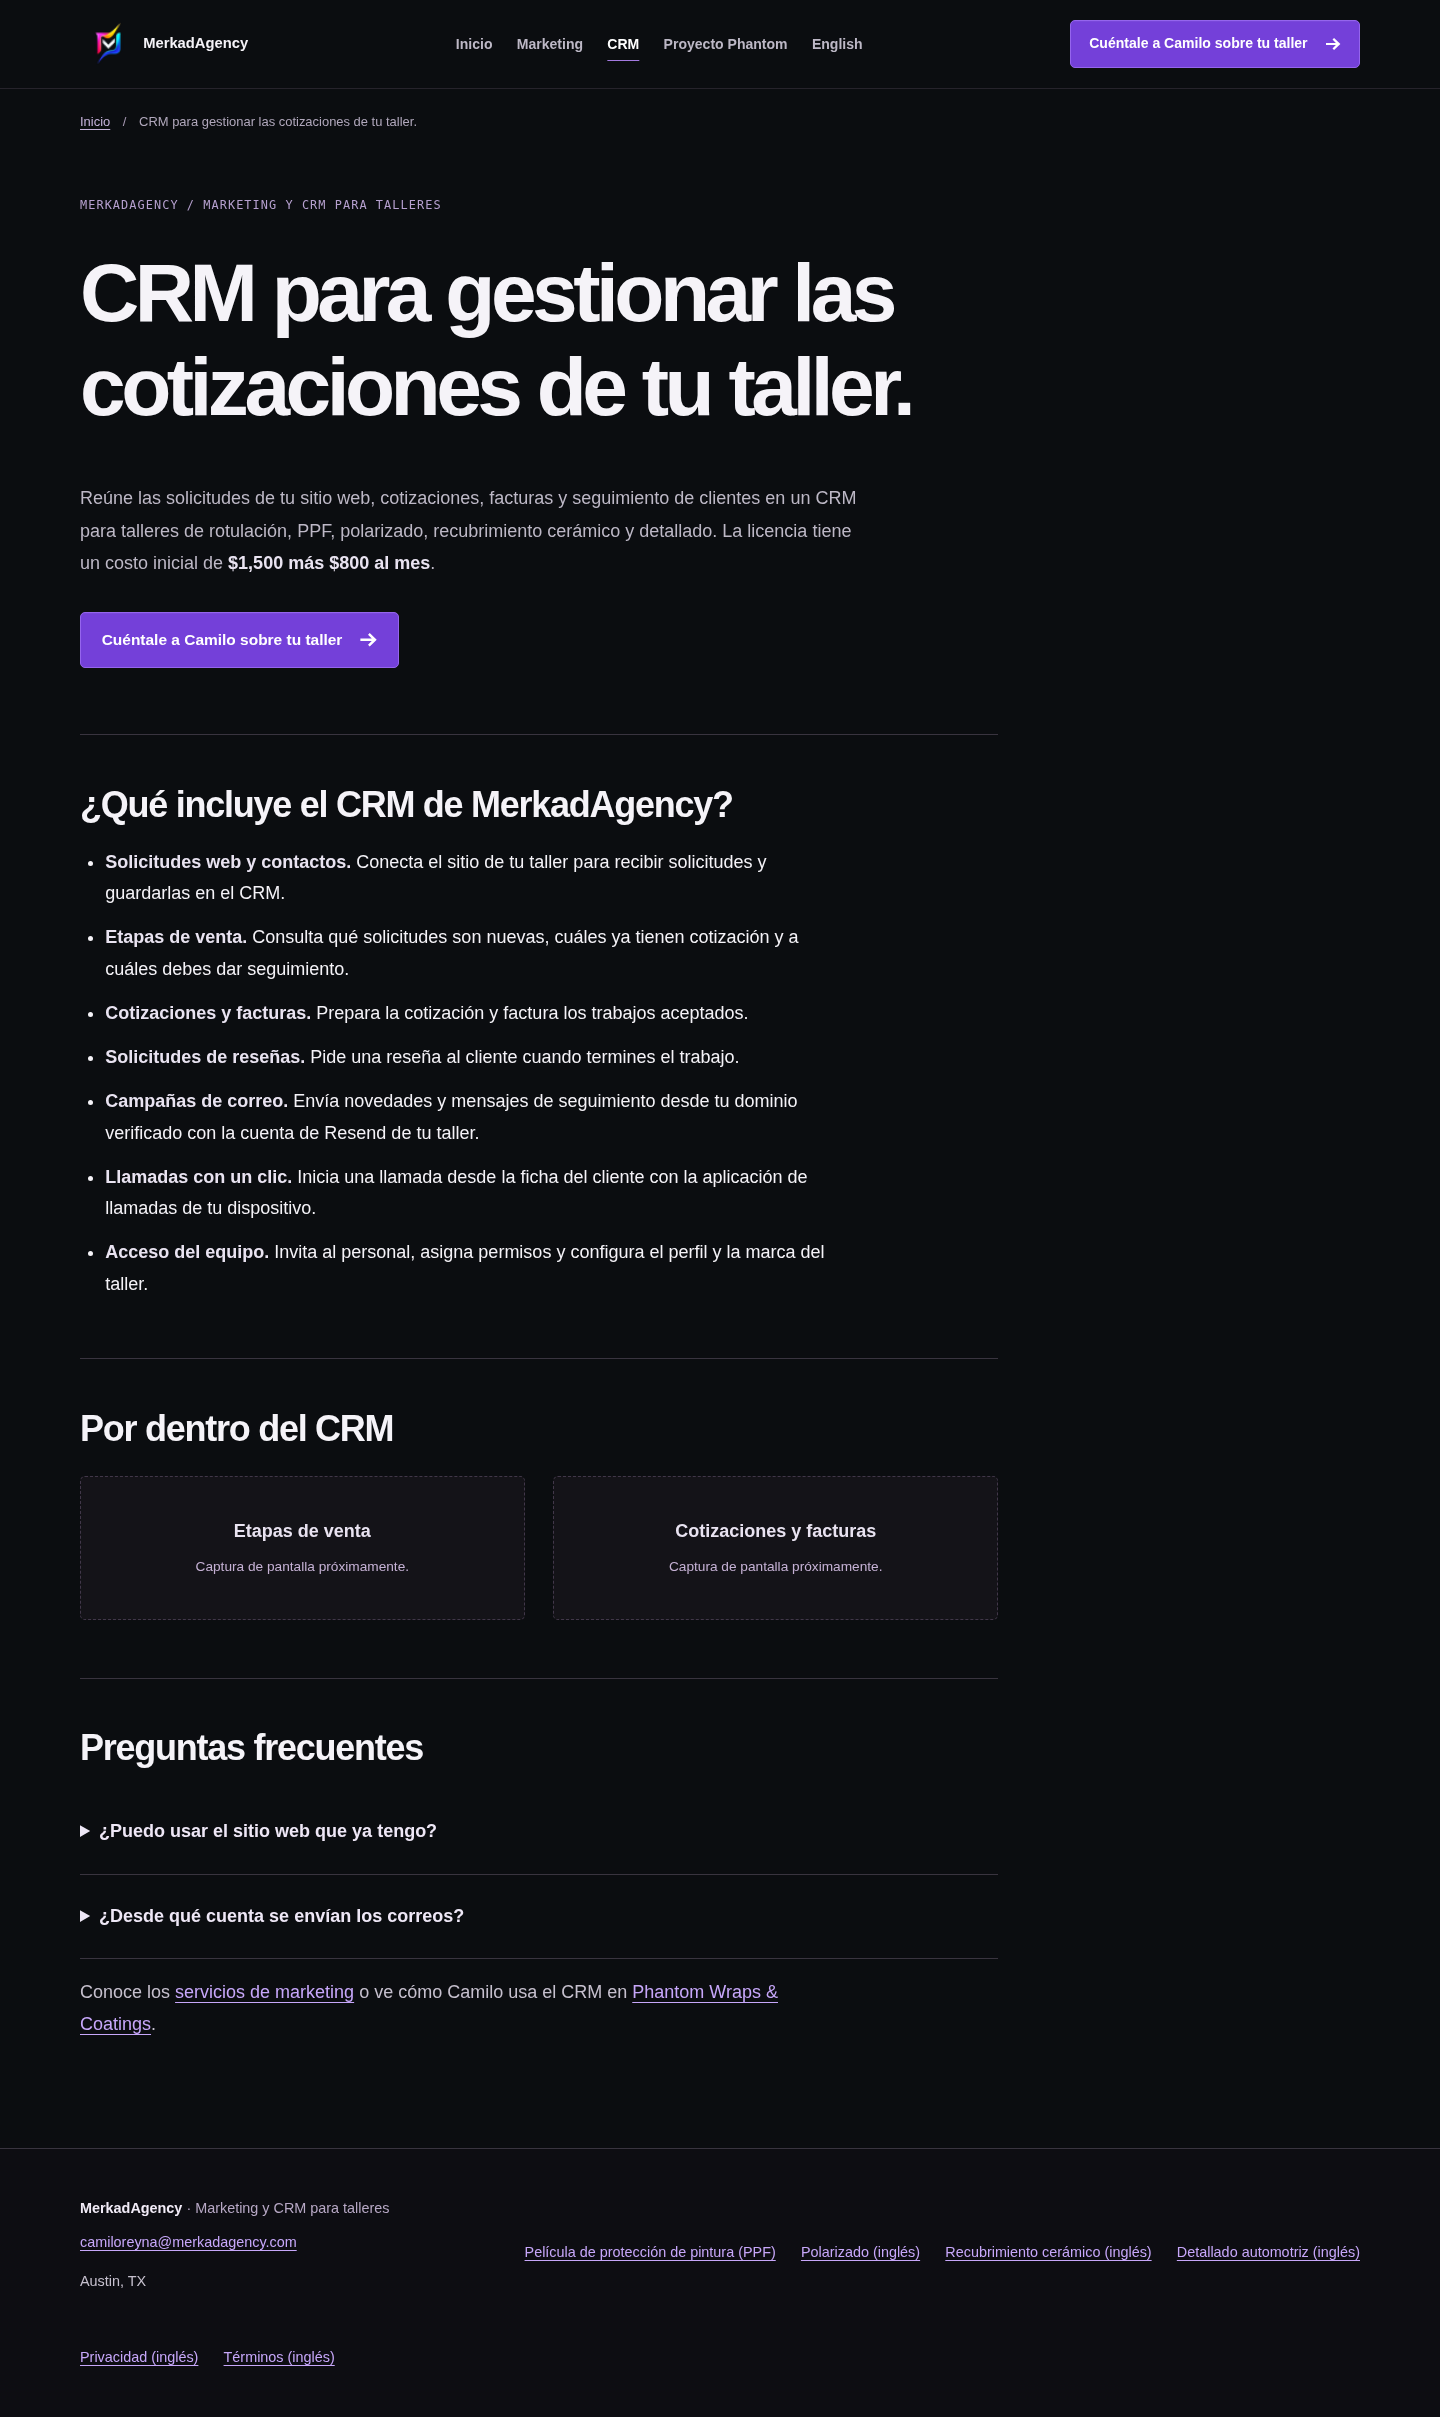 MerkadAgency
Inicio
Marketing
CRM
Proyecto Phantom
English
Cuéntale a Camilo sobre tu taller
Inicio / CRM para gestionar las cotizaciones de tu taller.
MERKADAGENCY / MARKETING Y CRM PARA TALLERES
CRM para gestionar las
cotizaciones de tu taller.
Reúne las solicitudes de tu sitio web, cotizaciones, facturas y seguimiento de clientes en un CRM
para talleres de rotulación, PPF, polarizado, recubrimiento cerámico y detallado. La licencia tiene
un costo inicial de $1,500 más $800 al mes.
Cuéntale a Camilo sobre tu taller
¿Qué incluye el CRM de MerkadAgency?
• Solicitudes web y contactos. Conecta el sitio de tu taller para recibir solicitudes y
guardarlas en el CRM.
• Etapas de venta. Consulta qué solicitudes son nuevas, cuáles ya tienen cotización y a
cuáles debes dar seguimiento.
• Cotizaciones y facturas. Prepara la cotización y factura los trabajos aceptados.
• Solicitudes de reseñas. Pide una reseña al cliente cuando termines el trabajo.
• Campañas de correo. Envía novedades y mensajes de seguimiento desde tu dominio
verificado con la cuenta de Resend de tu taller.
• Llamadas con un clic. Inicia una llamada desde la ficha del cliente con la aplicación de
llamadas de tu dispositivo.
• Acceso del equipo. Invita al personal, asigna permisos y configura el perfil y la marca del
taller.
Por dentro del CRM
Etapas de venta
Captura de pantalla próximamente.
Cotizaciones y facturas
Captura de pantalla próximamente.
Preguntas frecuentes
¿Puedo usar el sitio web que ya tengo?
¿Desde qué cuenta se envían los correos?
Conoce los servicios de marketing o ve cómo Camilo usa el CRM en Phantom Wraps &
Coatings.
MerkadAgency · Marketing y CRM para talleres
camiloreyna@merkadagency.com
Austin, TX
Película de protección de pintura (PPF)
Polarizado (inglés)
Recubrimiento cerámico (inglés)
Detallado automotriz (inglés)
Privacidad (inglés)
Términos (inglés)